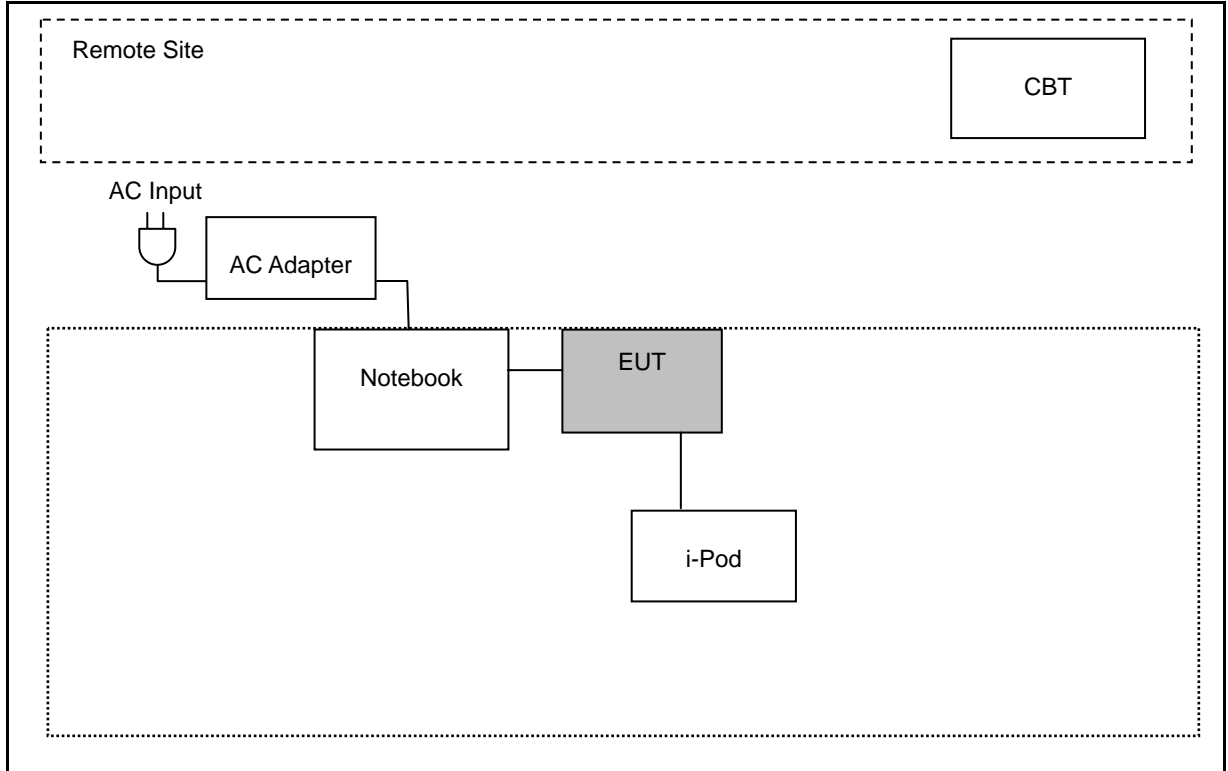 Remote Site
CBT
AC Input
AC Adapter
Notebook
EUT
i-Pod